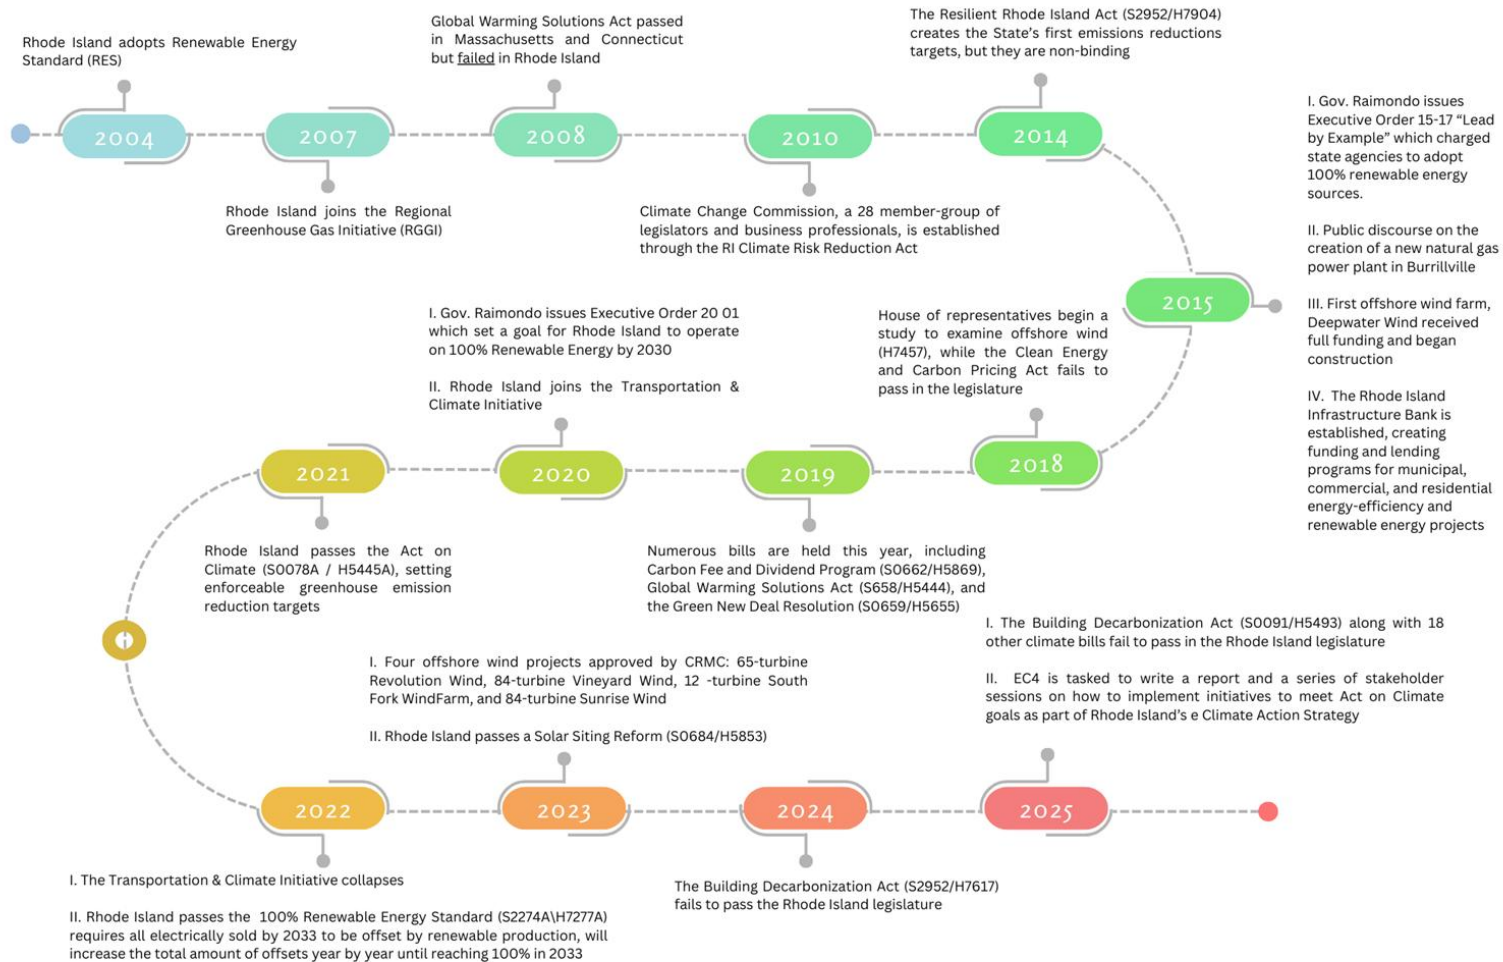 Rhode Island adopts Renewable Energy
Standard (RES)
2004
2007
Rhode Island joins the Regional
Greenhouse Gas Initiative (RGGI)
Global Warming Solutions Act passed
in Massachusetts and Connecticut
but failed in Rhode Island
2008
2010
Climate Change Commission, a 28 member-group of
legislators and business professionals, is established
through the RI Climate Risk Reduction Act
The Resilient Rhode Island Act (S2952/H7904)
creates the State’s first emissions reductions
targets, but they are non-binding
2014
2015
I. Gov. Raimondo issues
Executive Order 15-17 “Lead
by Example” which charged
state agencies to adopt
100% renewable energy
sources.
II. Public discourse on the
creation of a new natural gas
power plant in Burrillville
III. First offshore wind farm,
Deepwater Wind received
full funding and began
construction
IV. The Rhode Island
Infrastructure Bank is
established, creating
funding and lending
programs for municipal,
commercial, and residential
energy-efficiency and
renewable energy projects
House of representatives begin a
study to examine offshore wind
(H7457), while the Clean Energy
and Carbon Pricing Act fails to
pass in the legislature
2018
2019
Numerous bills are held this year, including
Carbon Fee and Dividend Program (S0662/H5869),
Global Warming Solutions Act (S658/H5444), and
the Green New Deal Resolution (S0659/H5655)
I. Gov. Raimondo issues Executive Order 20 01
which set a goal for Rhode Island to operate
on 100% Renewable Energy by 2030
II. Rhode Island joins the Transportation &
Climate Initiative
2020
2021
Rhode Island passes the Act on
Climate (S0078A / H5445A), setting
enforceable greenhouse emission
reduction targets
2022
I. The Transportation & Climate Initiative collapses
II. Rhode Island passes the 100% Renewable Energy Standard (S2274A\H7277A)
requires all electrically sold by 2033 to be offset by renewable production, will
increase the total amount of offsets year by year until reaching 100% in 2033
I. Four offshore wind projects approved by CRMC: 65-turbine
Revolution Wind, 84-turbine Vineyard Wind, 12 -turbine South
Fork WindFarm, and 84-turbine Sunrise Wind
II. Rhode Island passes a Solar Siting Reform (S0684/H5853)
2023
2024
The Building Decarbonization Act (S2952/H7617)
fails to pass the Rhode Island legislature
I. The Building Decarbonization Act (S0091/H5493) along with 18
other climate bills fail to pass in the Rhode Island legislature
II. EC4 is tasked to write a report and a series of stakeholder
sessions on how to implement initiatives to meet Act on Climate
goals as part of Rhode Island’s e Climate Action Strategy
2025